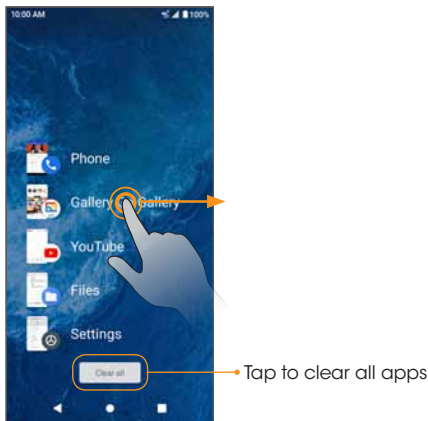 10:00 AM 100%
Phone
Gallery Gallery
YouTube
Files
Settings
Clear all
Tap to clear all apps